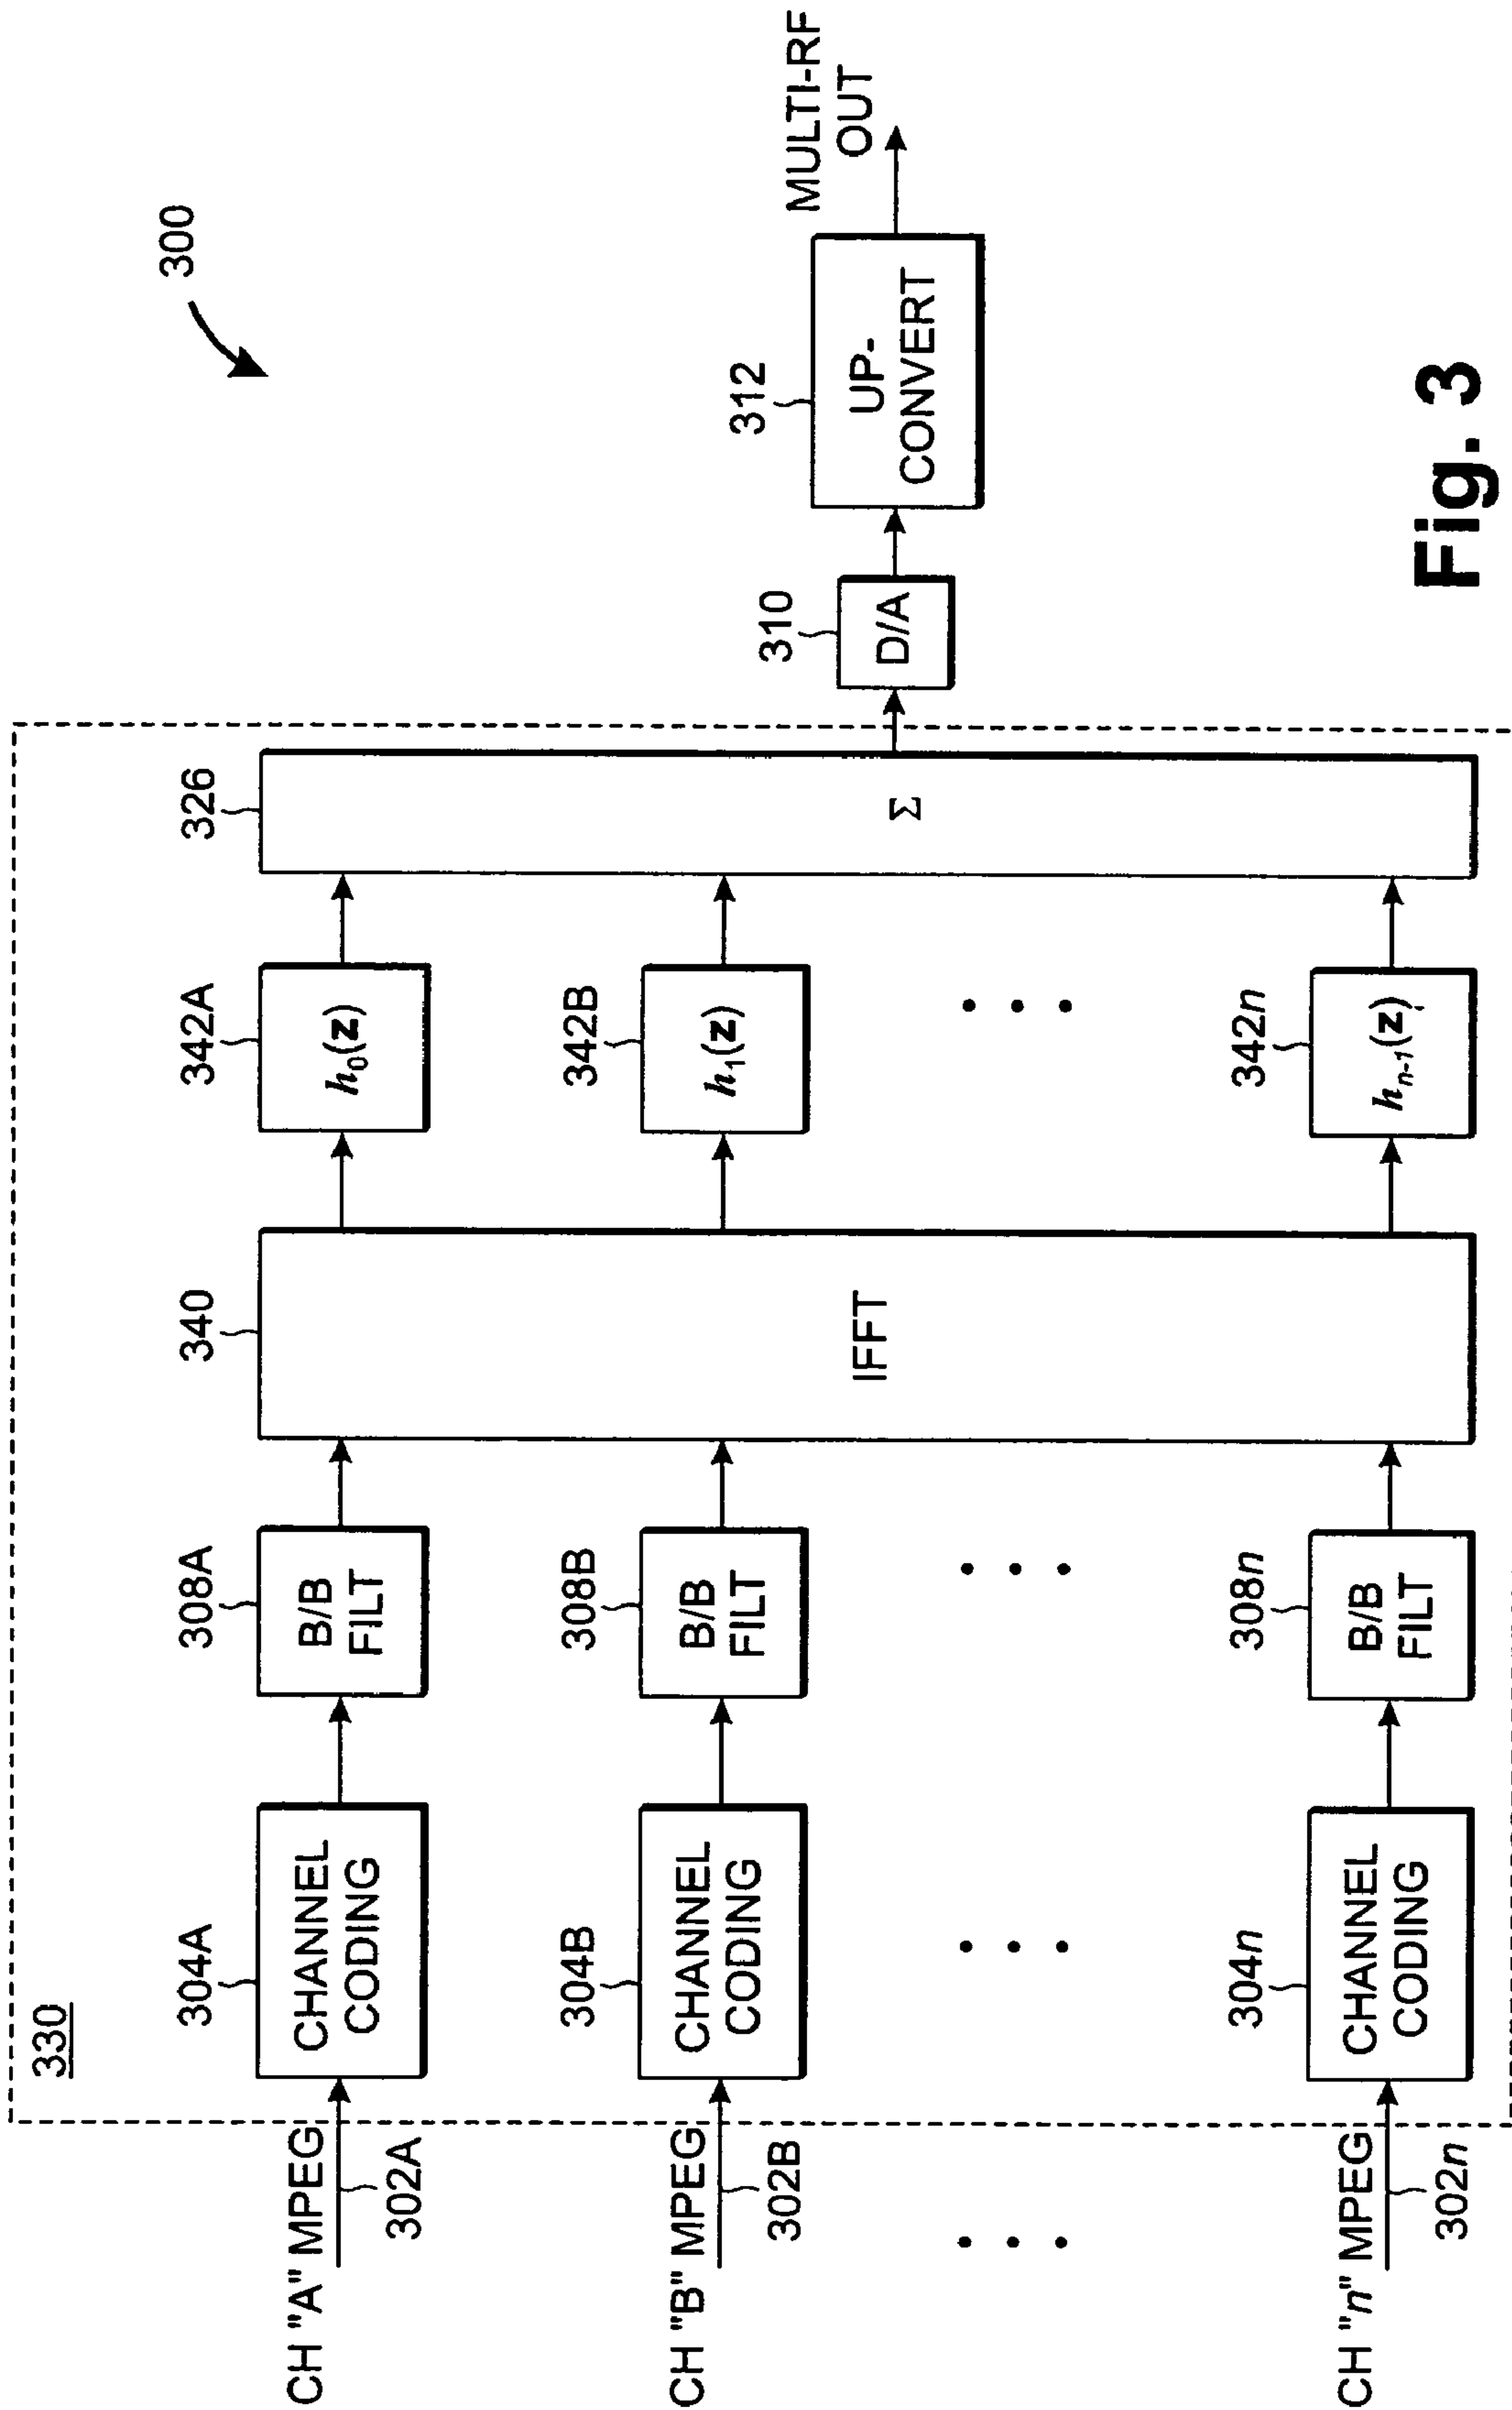 300
330
CH "A" MPEG
302A
304A
CHANNEL
CODING
308A
B/B
FILT
340
IFFT
342A
h0(z)
326
Σ
310
D/A
312
UP-
CONVERT
MULTI-RF
OUT
CH "B" MPEG
302B
304B
CHANNEL
CODING
308B
B/B
FILT
342B
h1(z)
CH "n" MPEG
302n
304n
CHANNEL
CODING
308n
B/B
FILT
342n
hn-1(z)
Fig. 3